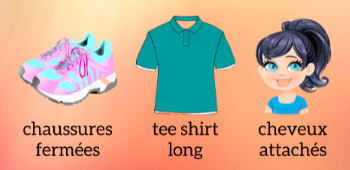 chaussures
fermées
tee shirt
long
cheveux
attachés